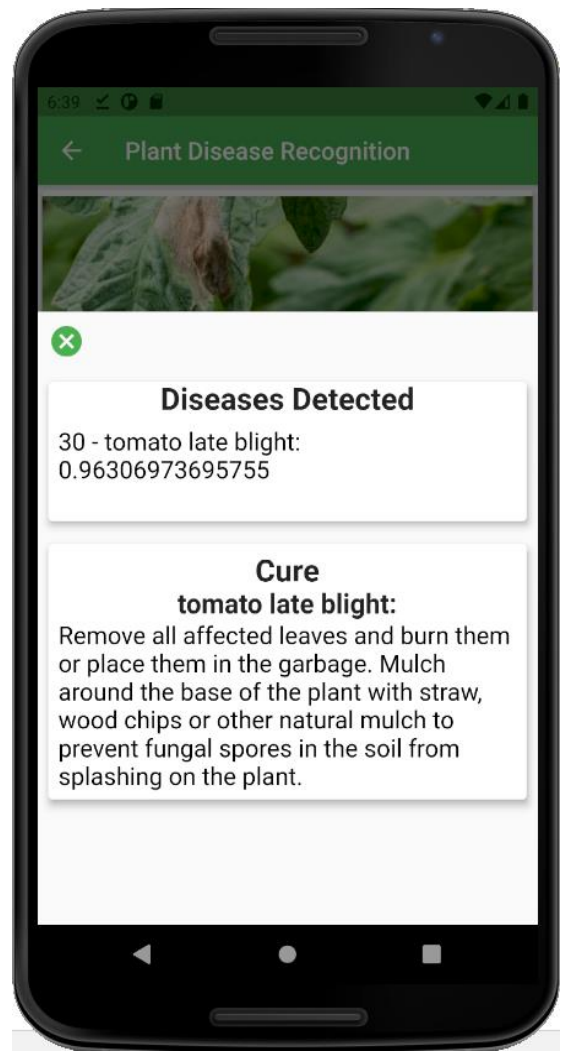 6:39
Plant Disease Recognition
Diseases Detected
30 - tomato late blight:
0.96306973695755
Cure
tomato late blight:
Remove all affected leaves and burn them
or place them in the garbage. Mulch
around the base of the plant with straw,
wood chips or other natural mulch to
prevent fungal spores in the soil from
splashing on the plant.